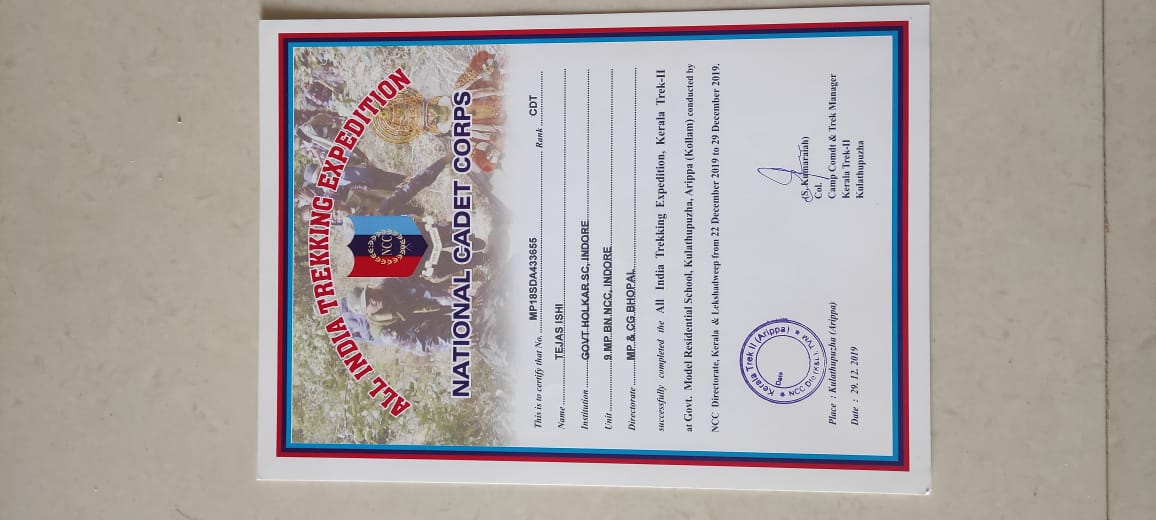 ALL INDIA TREKKING EXPEDITION
NCC
NATIONAL CADET CORPS
This is to certify that No. MP18SDA433655 Rank CDT
Name TEJAS ISHI
Institution GOVT HOLKAR SC, INDORE
Unit 9 MP BN NCC, INDORE
Directorate MP & CG BHOPAL
successfully completed the All India Trekking Expedition, Kerala Trek-II
at Govt. Model Residential School, Kulathupuzha, Arippa (Kollam) conducted by
NCC Directorate, Kerala & Lekshadweep from 22 December 2019 to 29 December 2019.
Kerala Trek II (Arippa)
Date
NCC Dte (K&L) TVM
(S. Kumaraiah)
Col.
Camp Comdt & Trek Manager
Kerala Trek-II
Kulathupuzha
Place : Kulathupuzha (Arippa)
Date : 29. 12. 2019